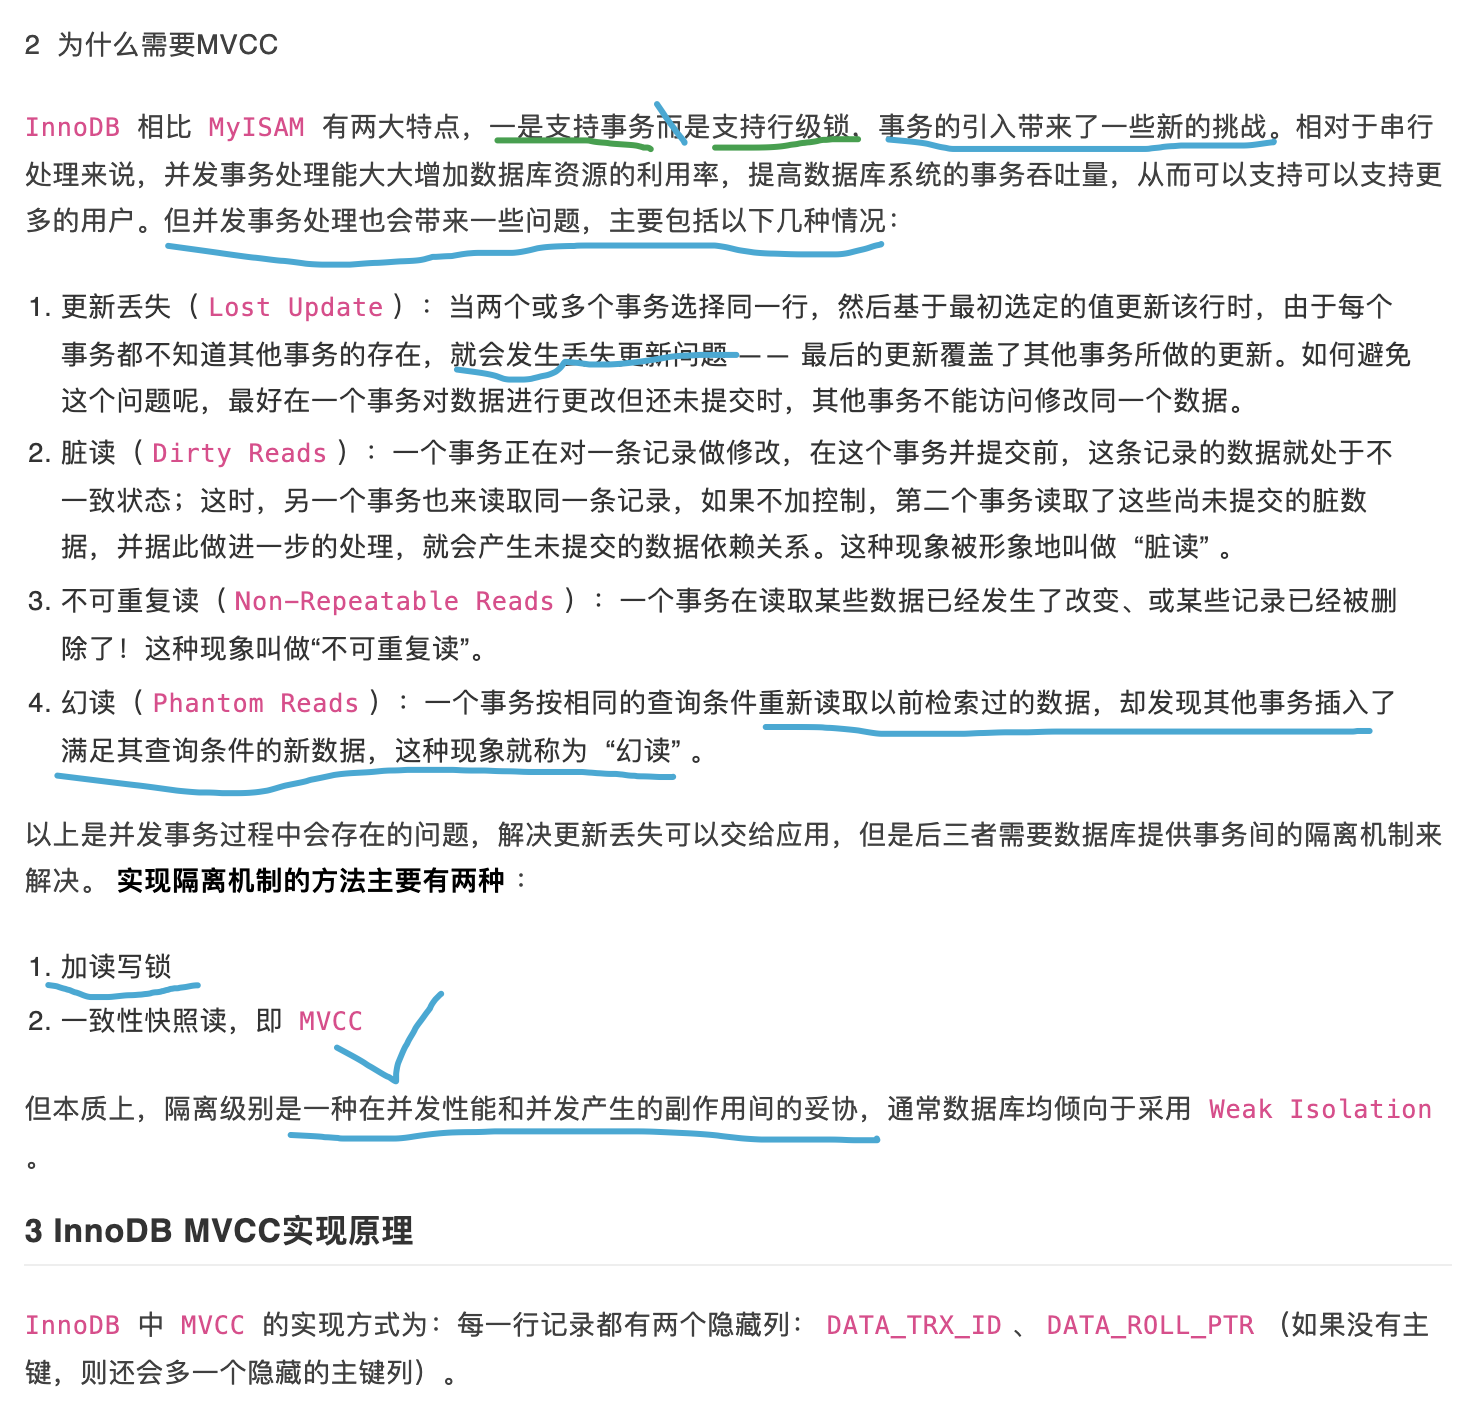 2 为什么需要MVCC
InnoDB 相比 MyISAM 有两大特点，一是支持事务而是支持行级锁，事务的引入带来了一些新的挑战。相对于串行
处理来说，并发事务处理能大大增加数据库资源的利用率，提高数据库系统的事务吞吐量，从而可以支持可以支持更
多的用户。但并发事务处理也会带来一些问题，主要包括以下几种情况：
1. 更新丢失（ Lost Update ）：当两个或多个事务选择同一行，然后基于最初选定的值更新该行时，由于每个
事务都不知道其他事务的存在，就会发生丢失更新问题 —— 最后的更新覆盖了其他事务所做的更新。如何避免
这个问题呢，最好在一个事务对数据进行更改但还未提交时，其他事务不能访问修改同一个数据。
2. 脏读（ Dirty Reads ）：一个事务正在对一条记录做修改，在这个事务并提交前，这条记录的数据就处于不
一致状态；这时，另一个事务也来读取同一条记录，如果不加控制，第二个事务读取了这些尚未提交的脏数
据，并据此做进一步的处理，就会产生未提交的数据依赖关系。这种现象被形象地叫做 “脏读” 。
3. 不可重复读（ Non-Repeatable Reads ）：一个事务在读取某些数据已经发生了改变、或某些记录已经被删
除了！这种现象叫做“不可重复读”。
4. 幻读（ Phantom Reads ）：一个事务按相同的查询条件重新读取以前检索过的数据，却发现其他事务插入了
满足其查询条件的新数据，这种现象就称为 “幻读” 。
以上是并发事务过程中会存在的问题，解决更新丢失可以交给应用，但是后三者需要数据库提供事务间的隔离机制来
解决。 实现隔离机制的方法主要有两种 ：
1. 加读写锁
2. 一致性快照读，即 MVCC
但本质上，隔离级别是一种在并发性能和并发产生的副作用间的妥协，通常数据库均倾向于采用 Weak Isolation
。
3 InnoDB MVCC实现原理
InnoDB 中 MVCC 的实现方式为：每一行记录都有两个隐藏列： DATA_TRX_ID 、 DATA_ROLL_PTR （如果没有主
键，则还会多一个隐藏的主键列）。